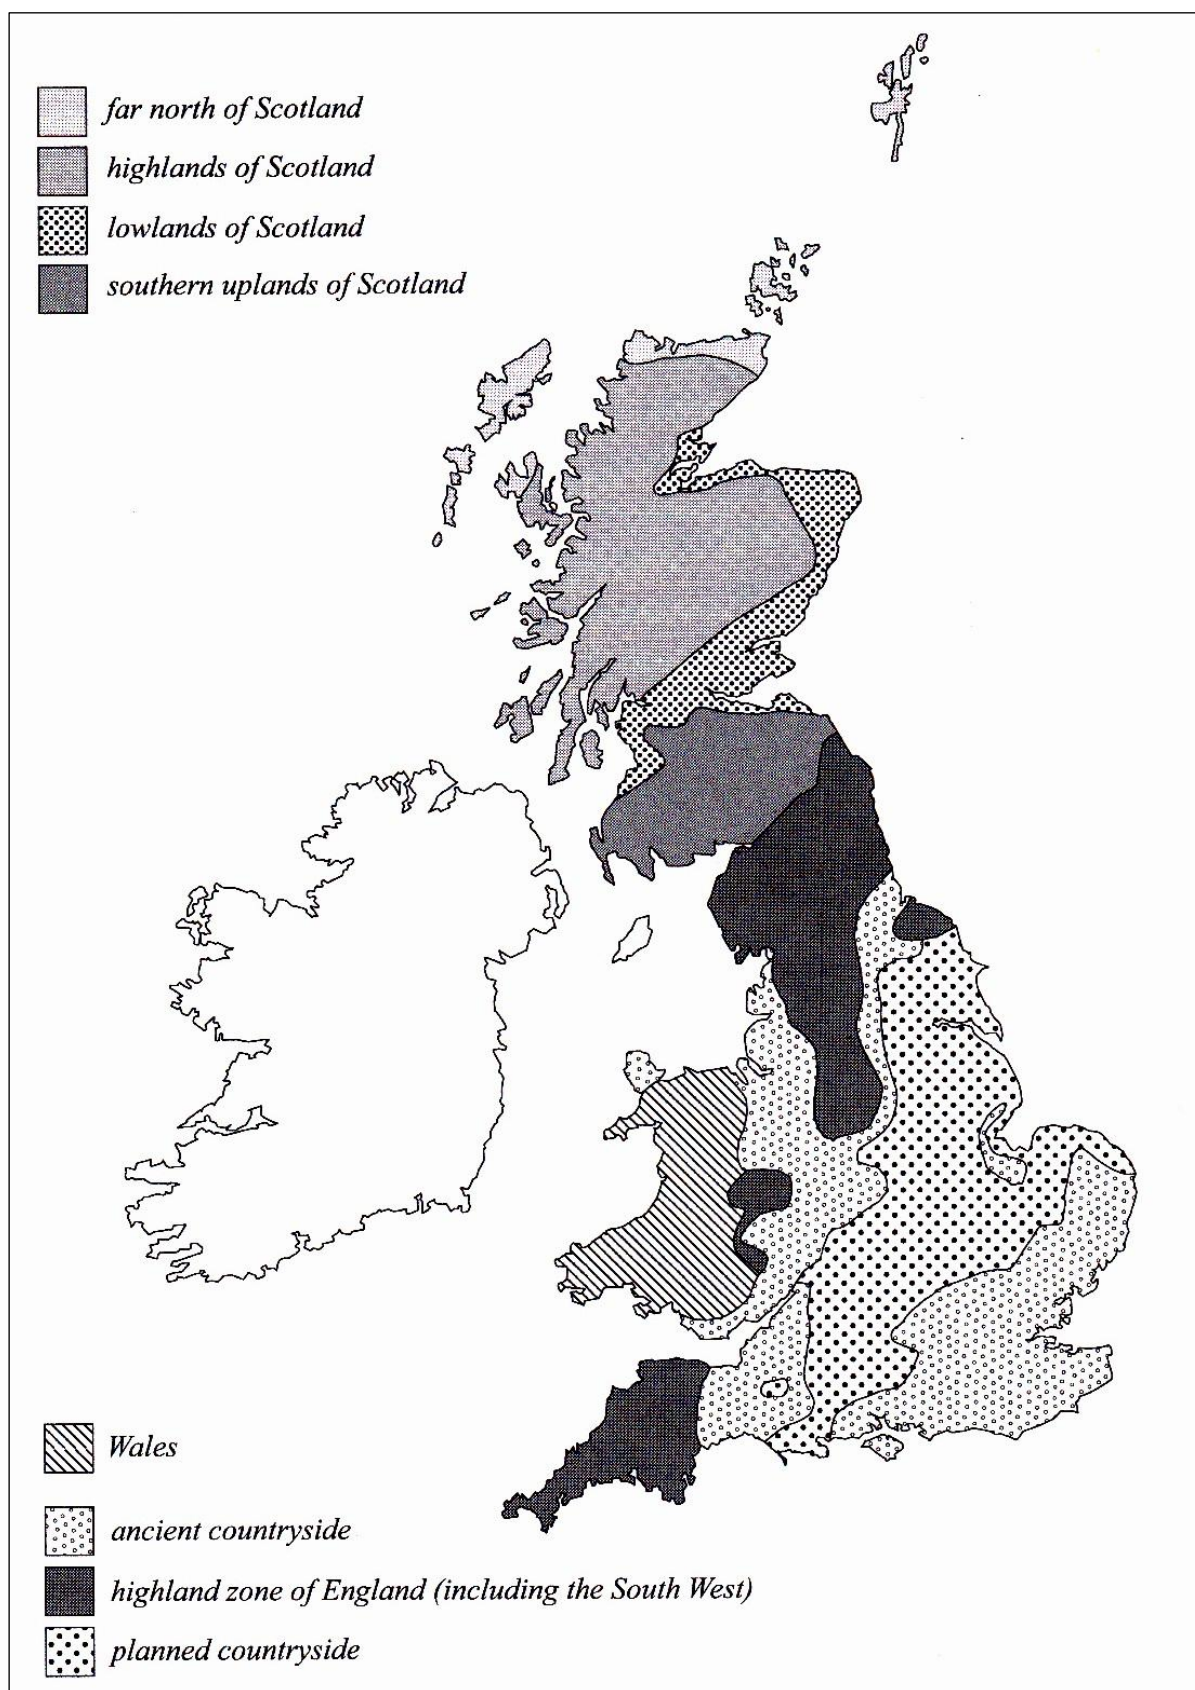 far north of Scotland
highlands of Scotland
lowlands of Scotland
southern uplands of Scotland
Wales
ancient countryside
highland zone of England (including the South West)
planned countryside